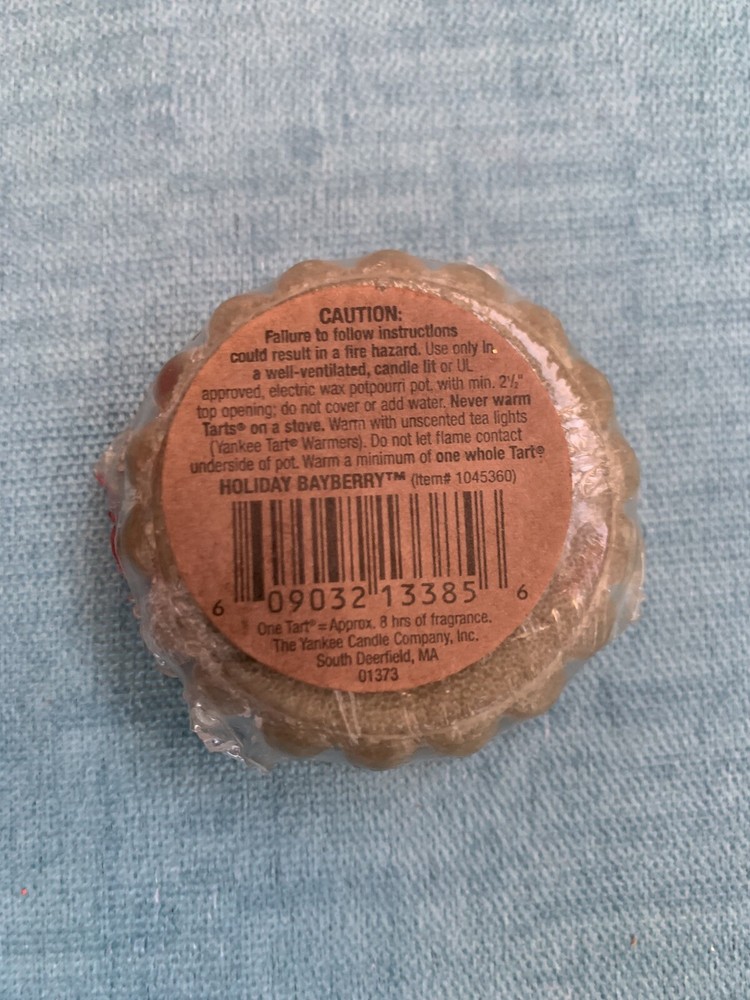 CAUTION:
Failure to follow instructions
could result in a fire hazard. Use only in
a well-ventilated, candle lit or UL
approved, electric wax potpourri pot, with min. 2½"
top opening; do not cover or add water. Never warm
Tarts® on a stove. Warm with unscented tea lights
(Yankee Tart® Warmers). Do not let flame contact
underside of pot. Warm a minimum of one whole Tart®
HOLIDAY BAYBERRY™ (Item# 1045360)
6 09032 13385 6
One Tart® = Approx. 8 hrs of fragrance.
The Yankee Candle Company, Inc.
South Deerfield, MA
01373